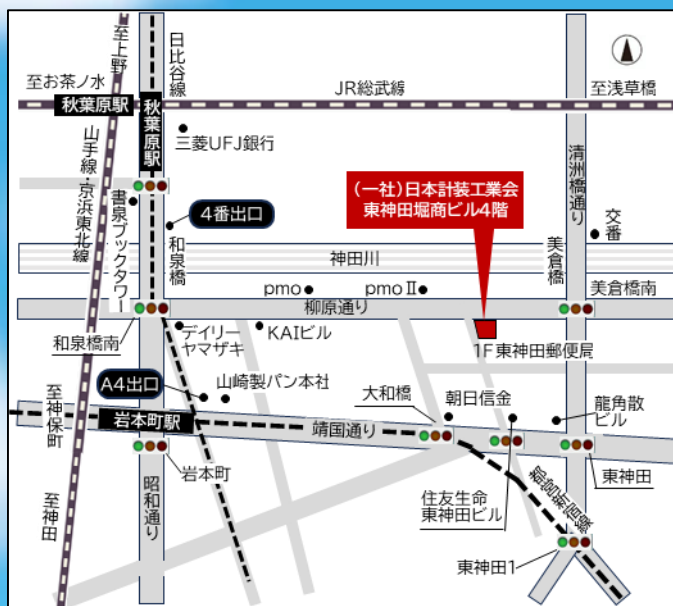 至上野
日比谷線
至お茶ノ水
JR総武線
至浅草橋
秋葉原駅
秋葉原駅
三菱UFJ銀行
山手線・京浜東北線
書泉ブックタワー
4番出口
和泉橋
(一社)日本計装工業会
東神田堀商ビル4階
清洲橋通り
交番
美倉橋
神田川
pmo
pmoⅡ
美倉橋南
柳原通り
和泉橋南
デイリー
ヤマザキ
KAIビル
1F東神田郵便局
A4出口
山崎製パン本社
大和橋
朝日信金
龍角散
ビル
至神保町
岩本町駅
靖国通り
岩本町
昭和通り
至神田
住友生命
東神田ビル
都営新宿線
東神田
東神田1